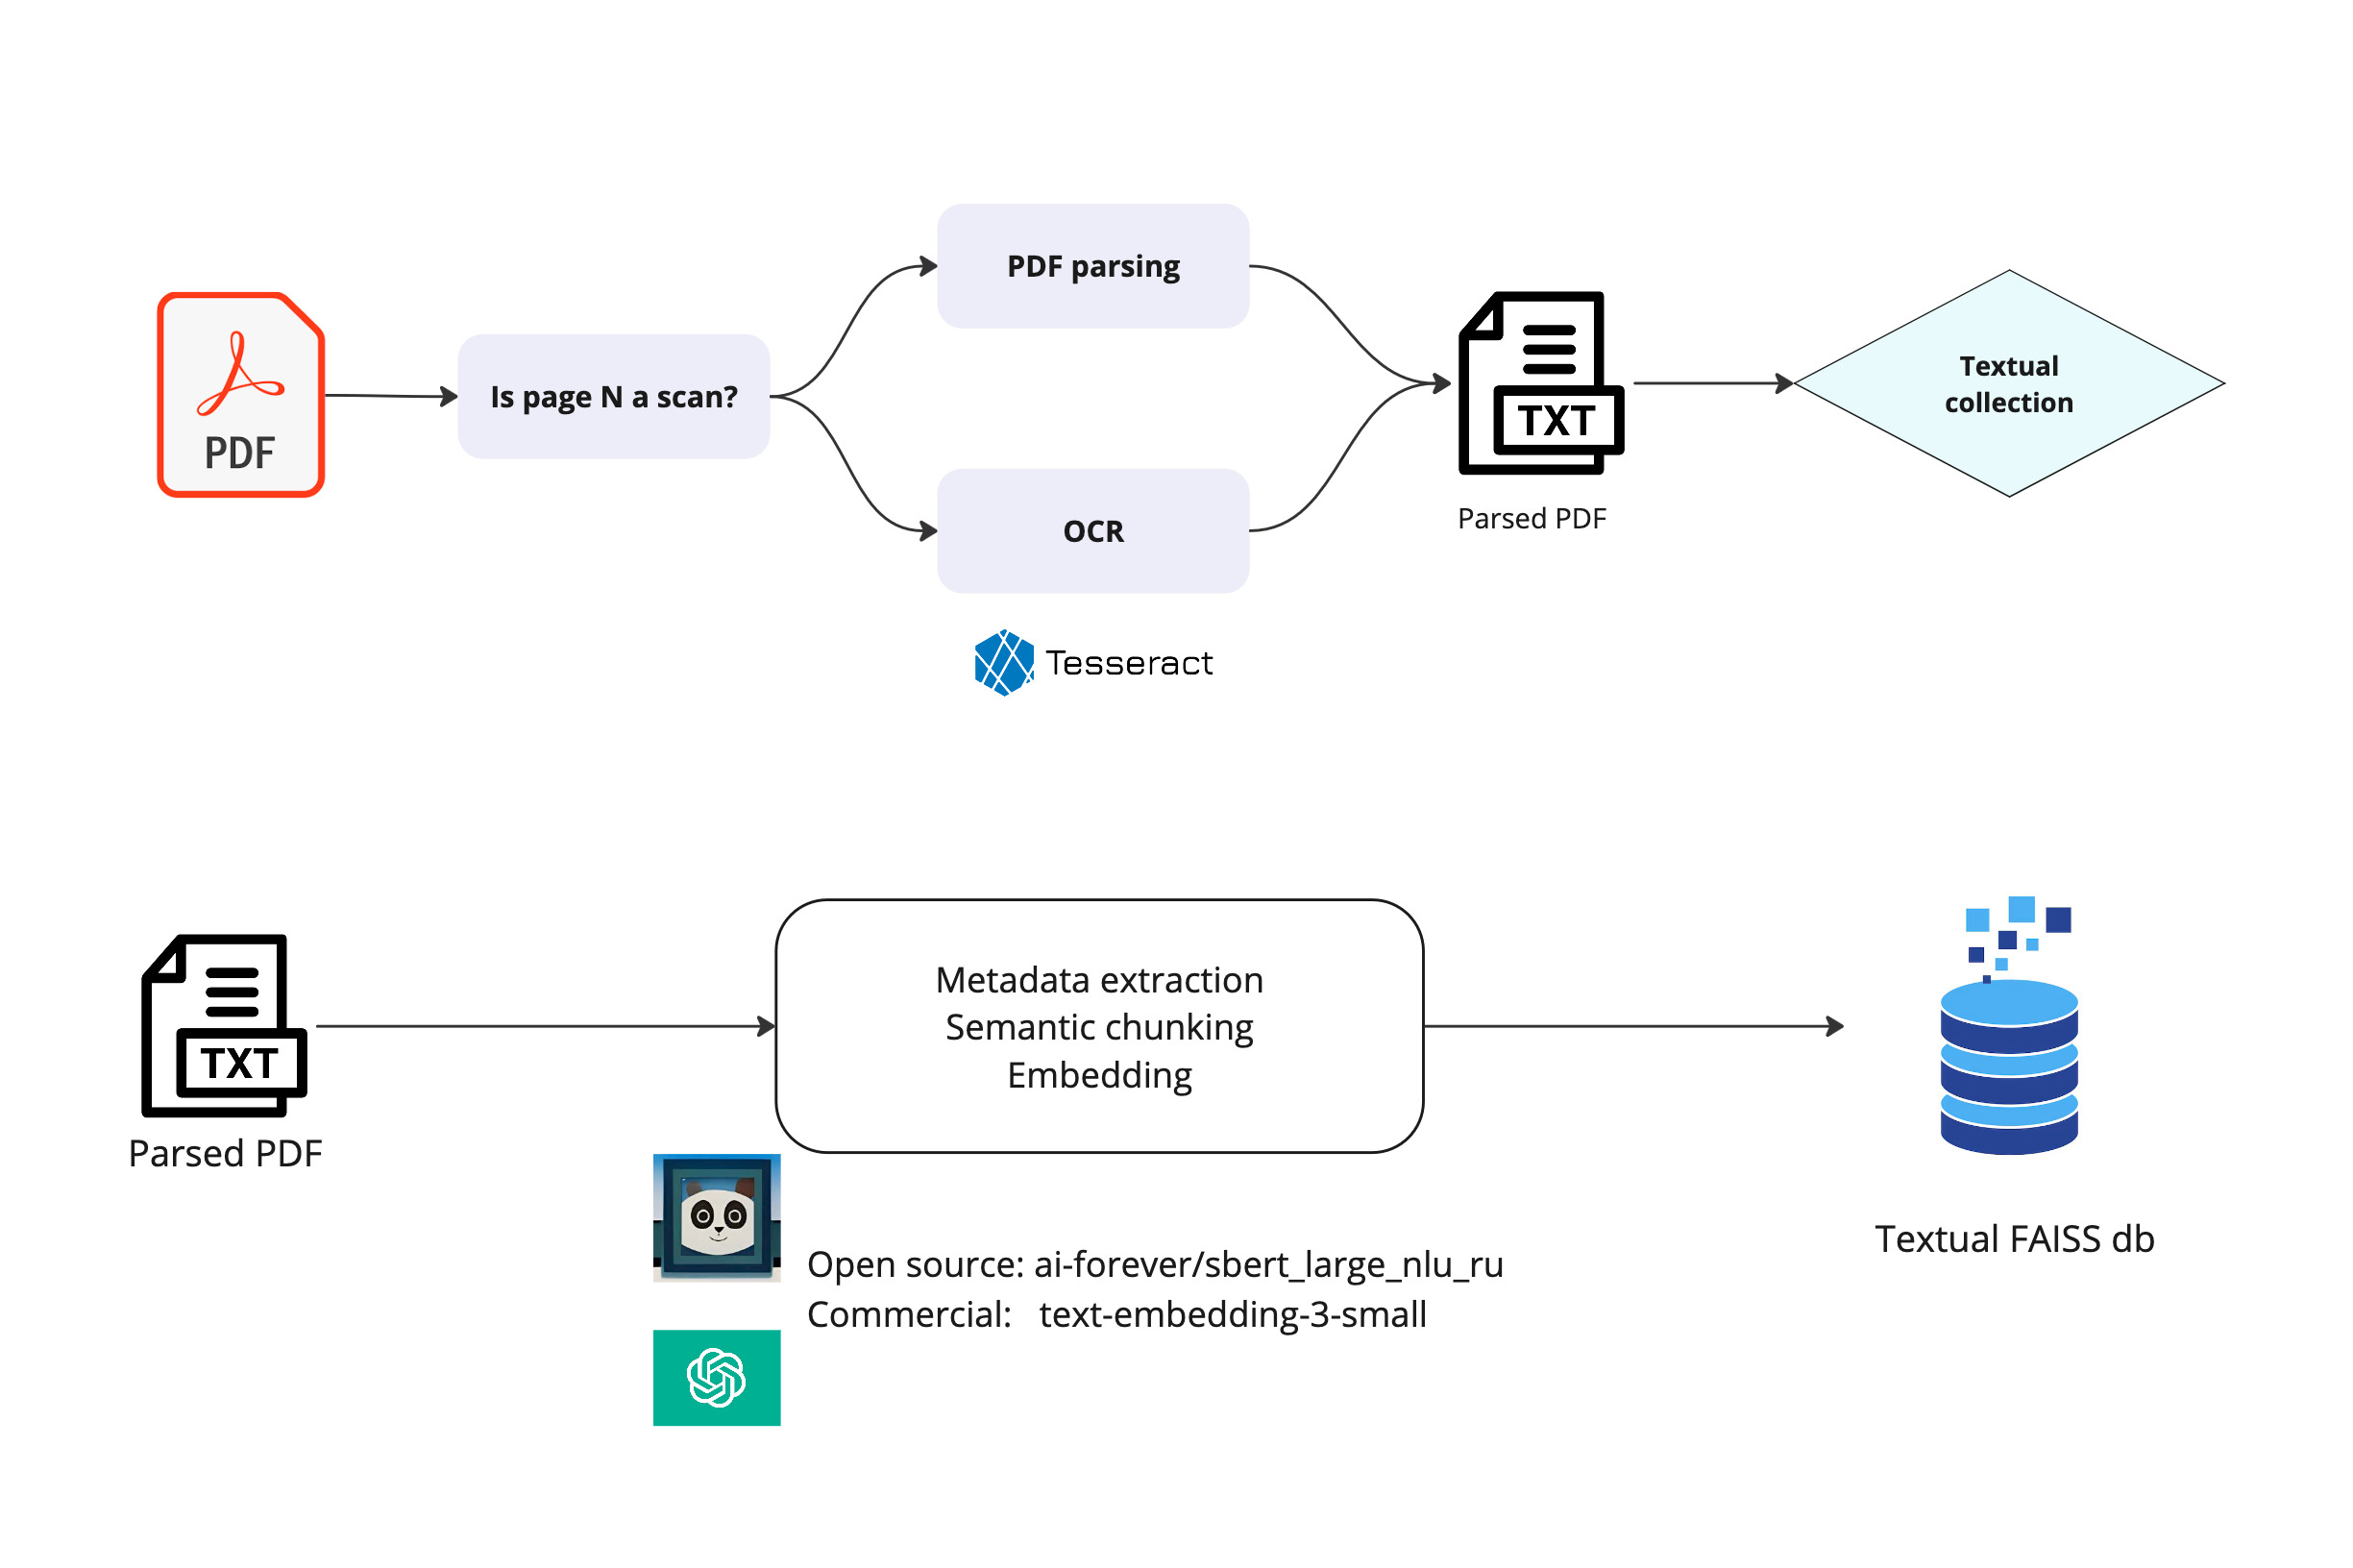 PDF
Is page N a scan?
PDF parsing
OCR
Tesseract
TXT
Parsed PDF
Textual
collection
TXT
Parsed PDF
Metadata extraction
Semantic chunking
Embedding
Open source: ai-forever/sbert_large_nlu_ru
Commercial: text-embedding-3-small
Textual FAISS db